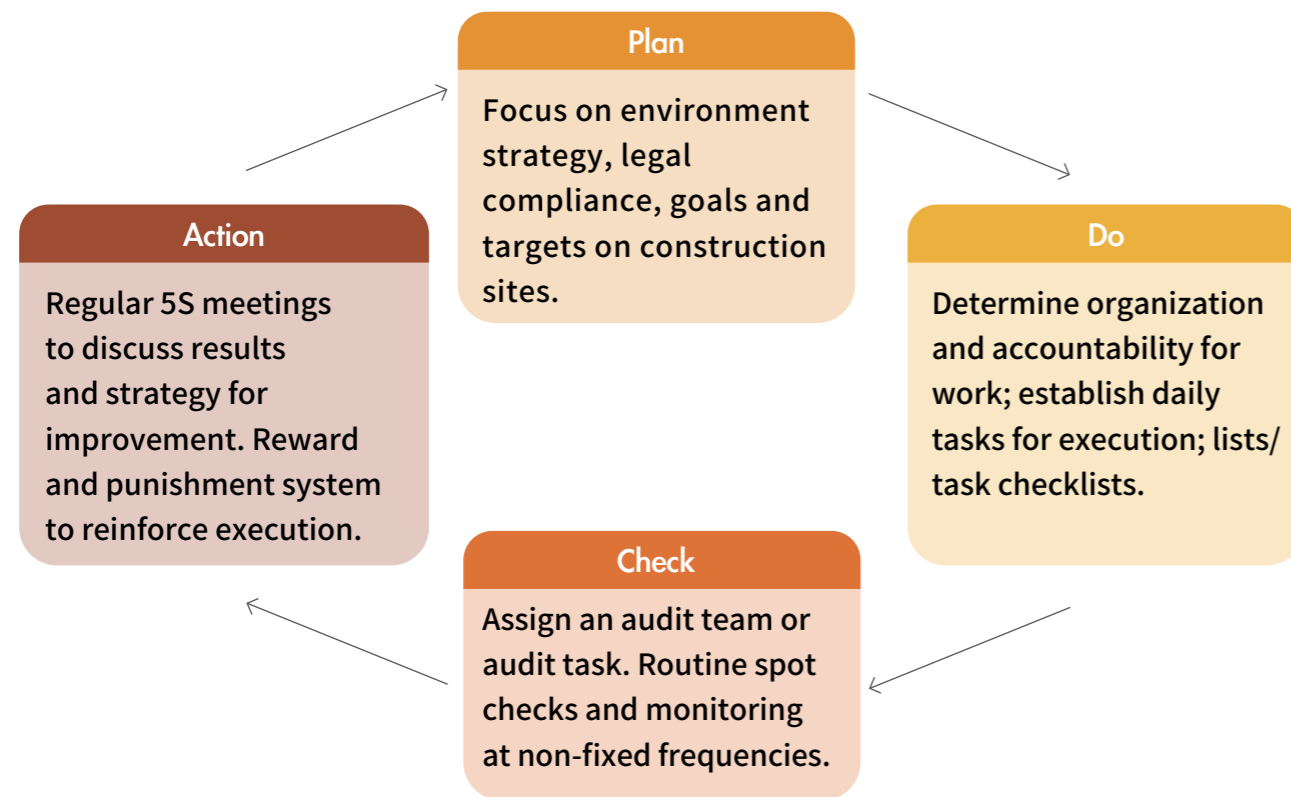 Plan
Focus on environment
strategy, legal
compliance, goals and
targets on construction
sites.
Do
Determine organization
and accountability for
work; establish daily
tasks for execution; lists/
task checklists.
Check
Assign an audit team or
audit task. Routine spot
checks and monitoring
at non-fixed frequencies.
Action
Regular 5S meetings
to discuss results
and strategy for
improvement. Reward
and punishment system
to reinforce execution.